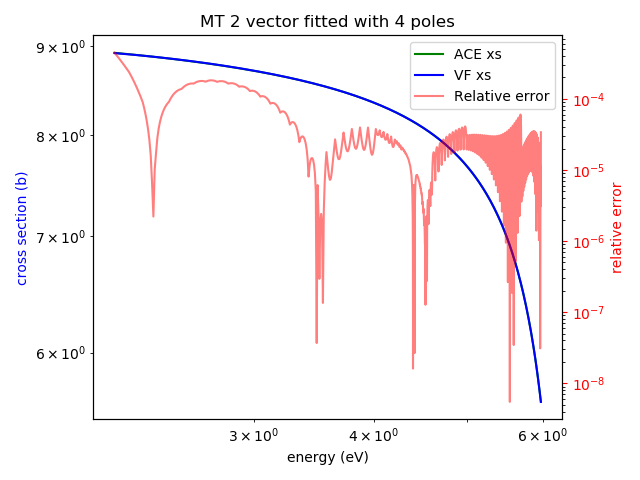 MT 2 vector fitted with 4 poles
ACE xs
VF xs
Relative error
9 × 10⁰
8 × 10⁰
7 × 10⁰
6 × 10⁰
cross section (b)
10⁻⁴
10⁻⁵
10⁻⁶
10⁻⁷
10⁻⁸
relative error
3 × 10⁰ 4 × 10⁰ 6 × 10⁰
energy (eV)